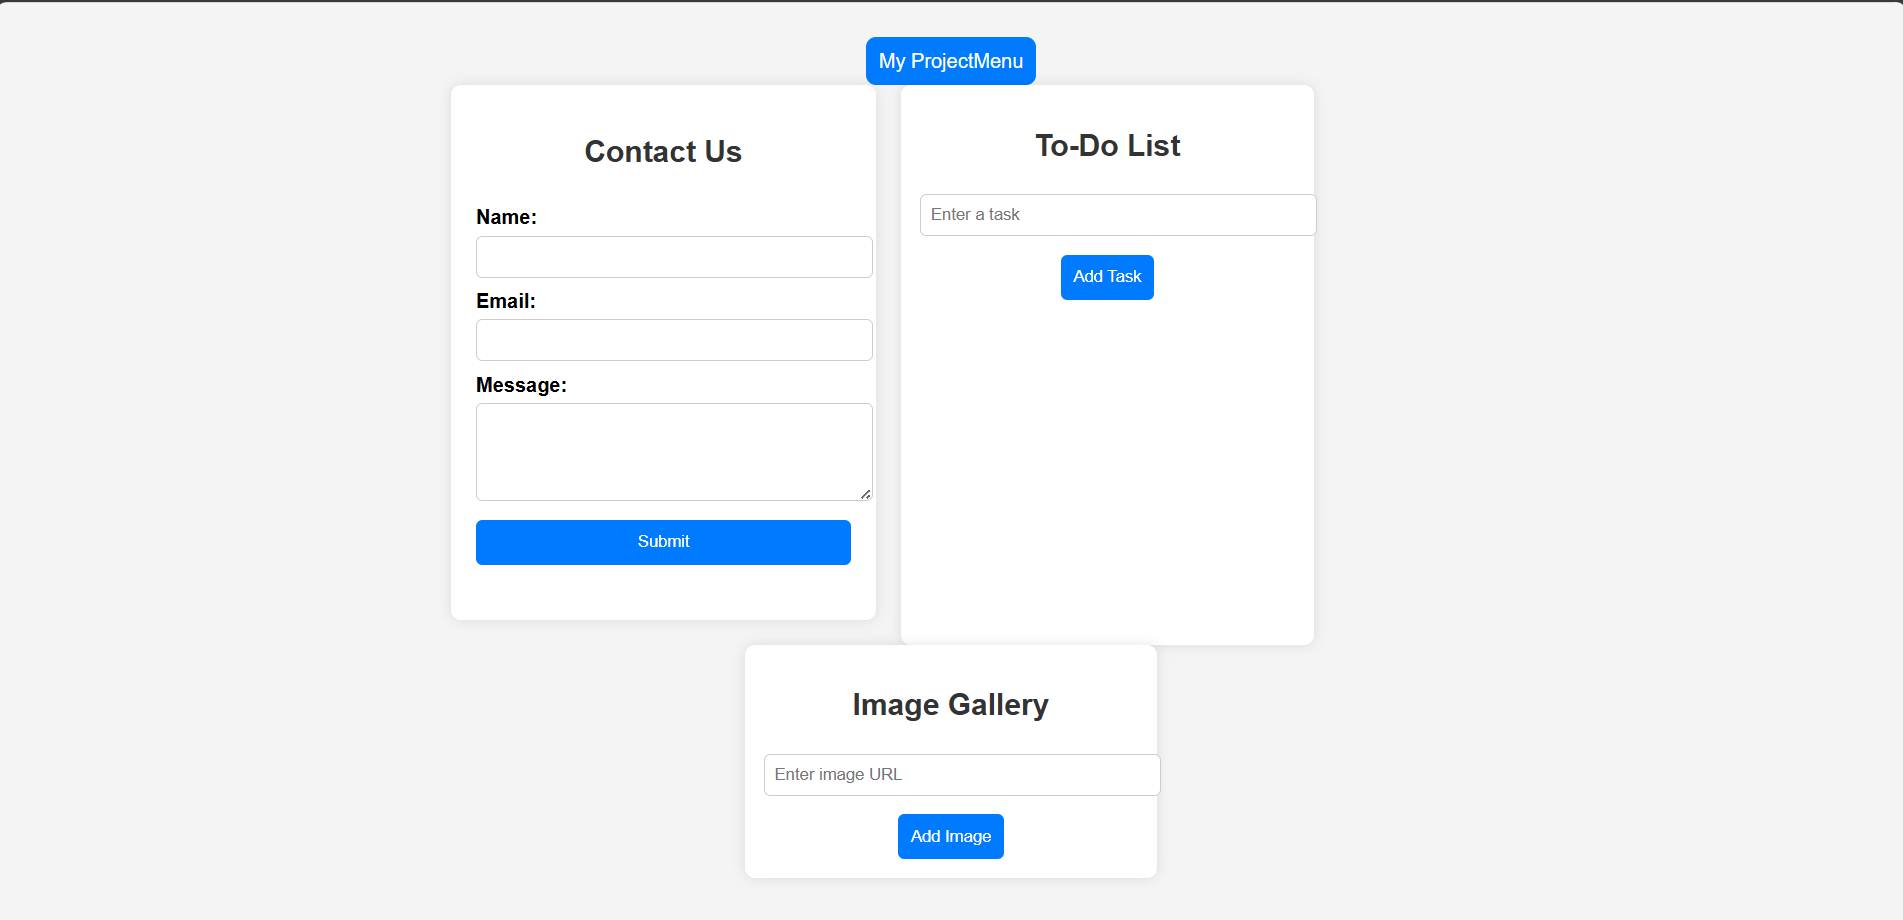 My ProjectMenu
Contact Us
Name:
Email:
Message:
Submit
To-Do List
Enter a task
Add Task
Image Gallery
Enter image URL
Add Image